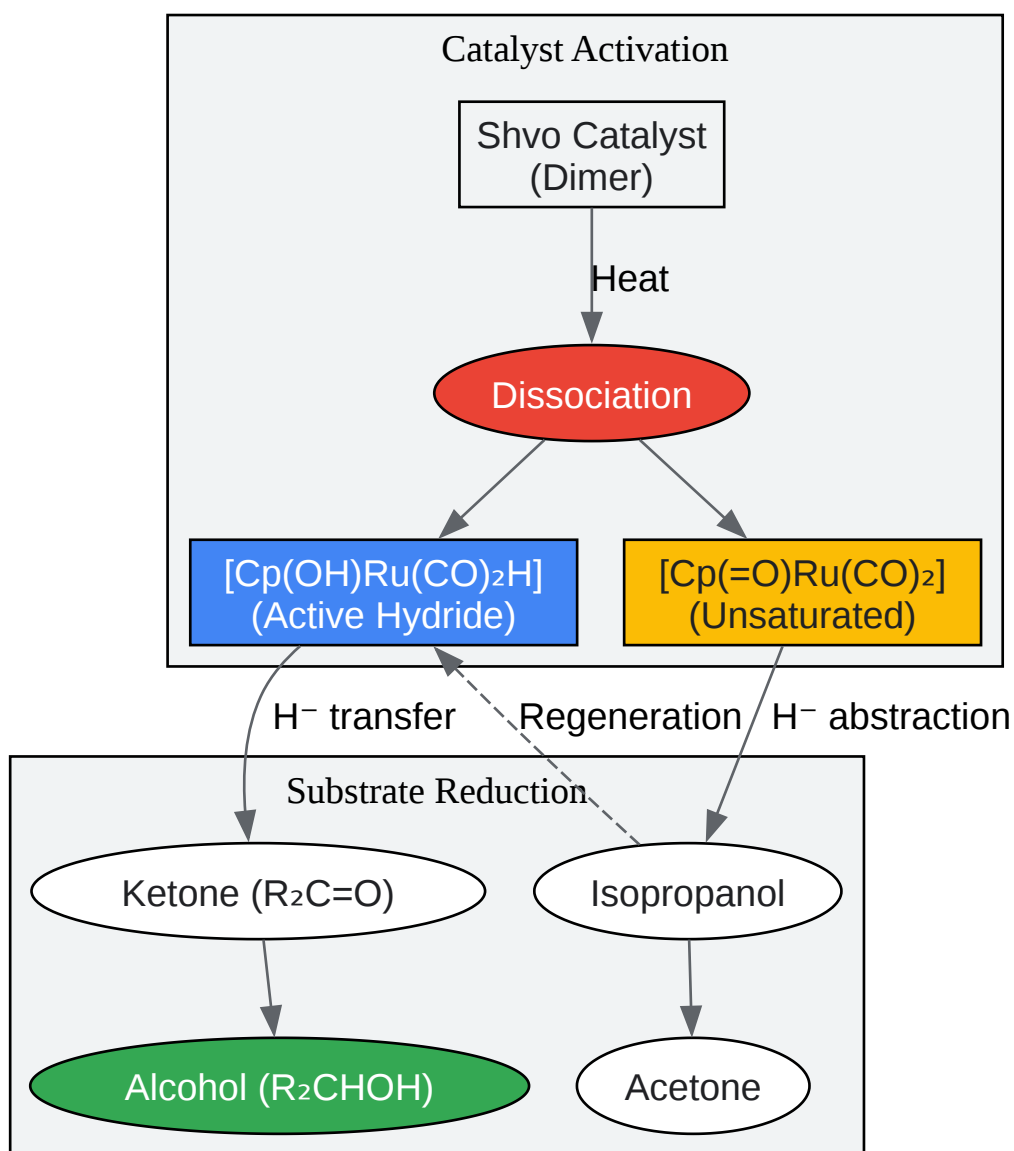 Catalyst Activation
Shvo Catalyst
(Dimer)
Heat
Dissociation
[Cp(OH)Ru(CO)₂H]
(Active Hydride)
[Cp(=O)Ru(CO)₂]
(Unsaturated)
H⁻ transfer
Regeneration
H⁻ abstraction
Substrate Reduction
Ketone (R₂C=O)
Isopropanol
Alcohol (R₂CHOH)
Acetone